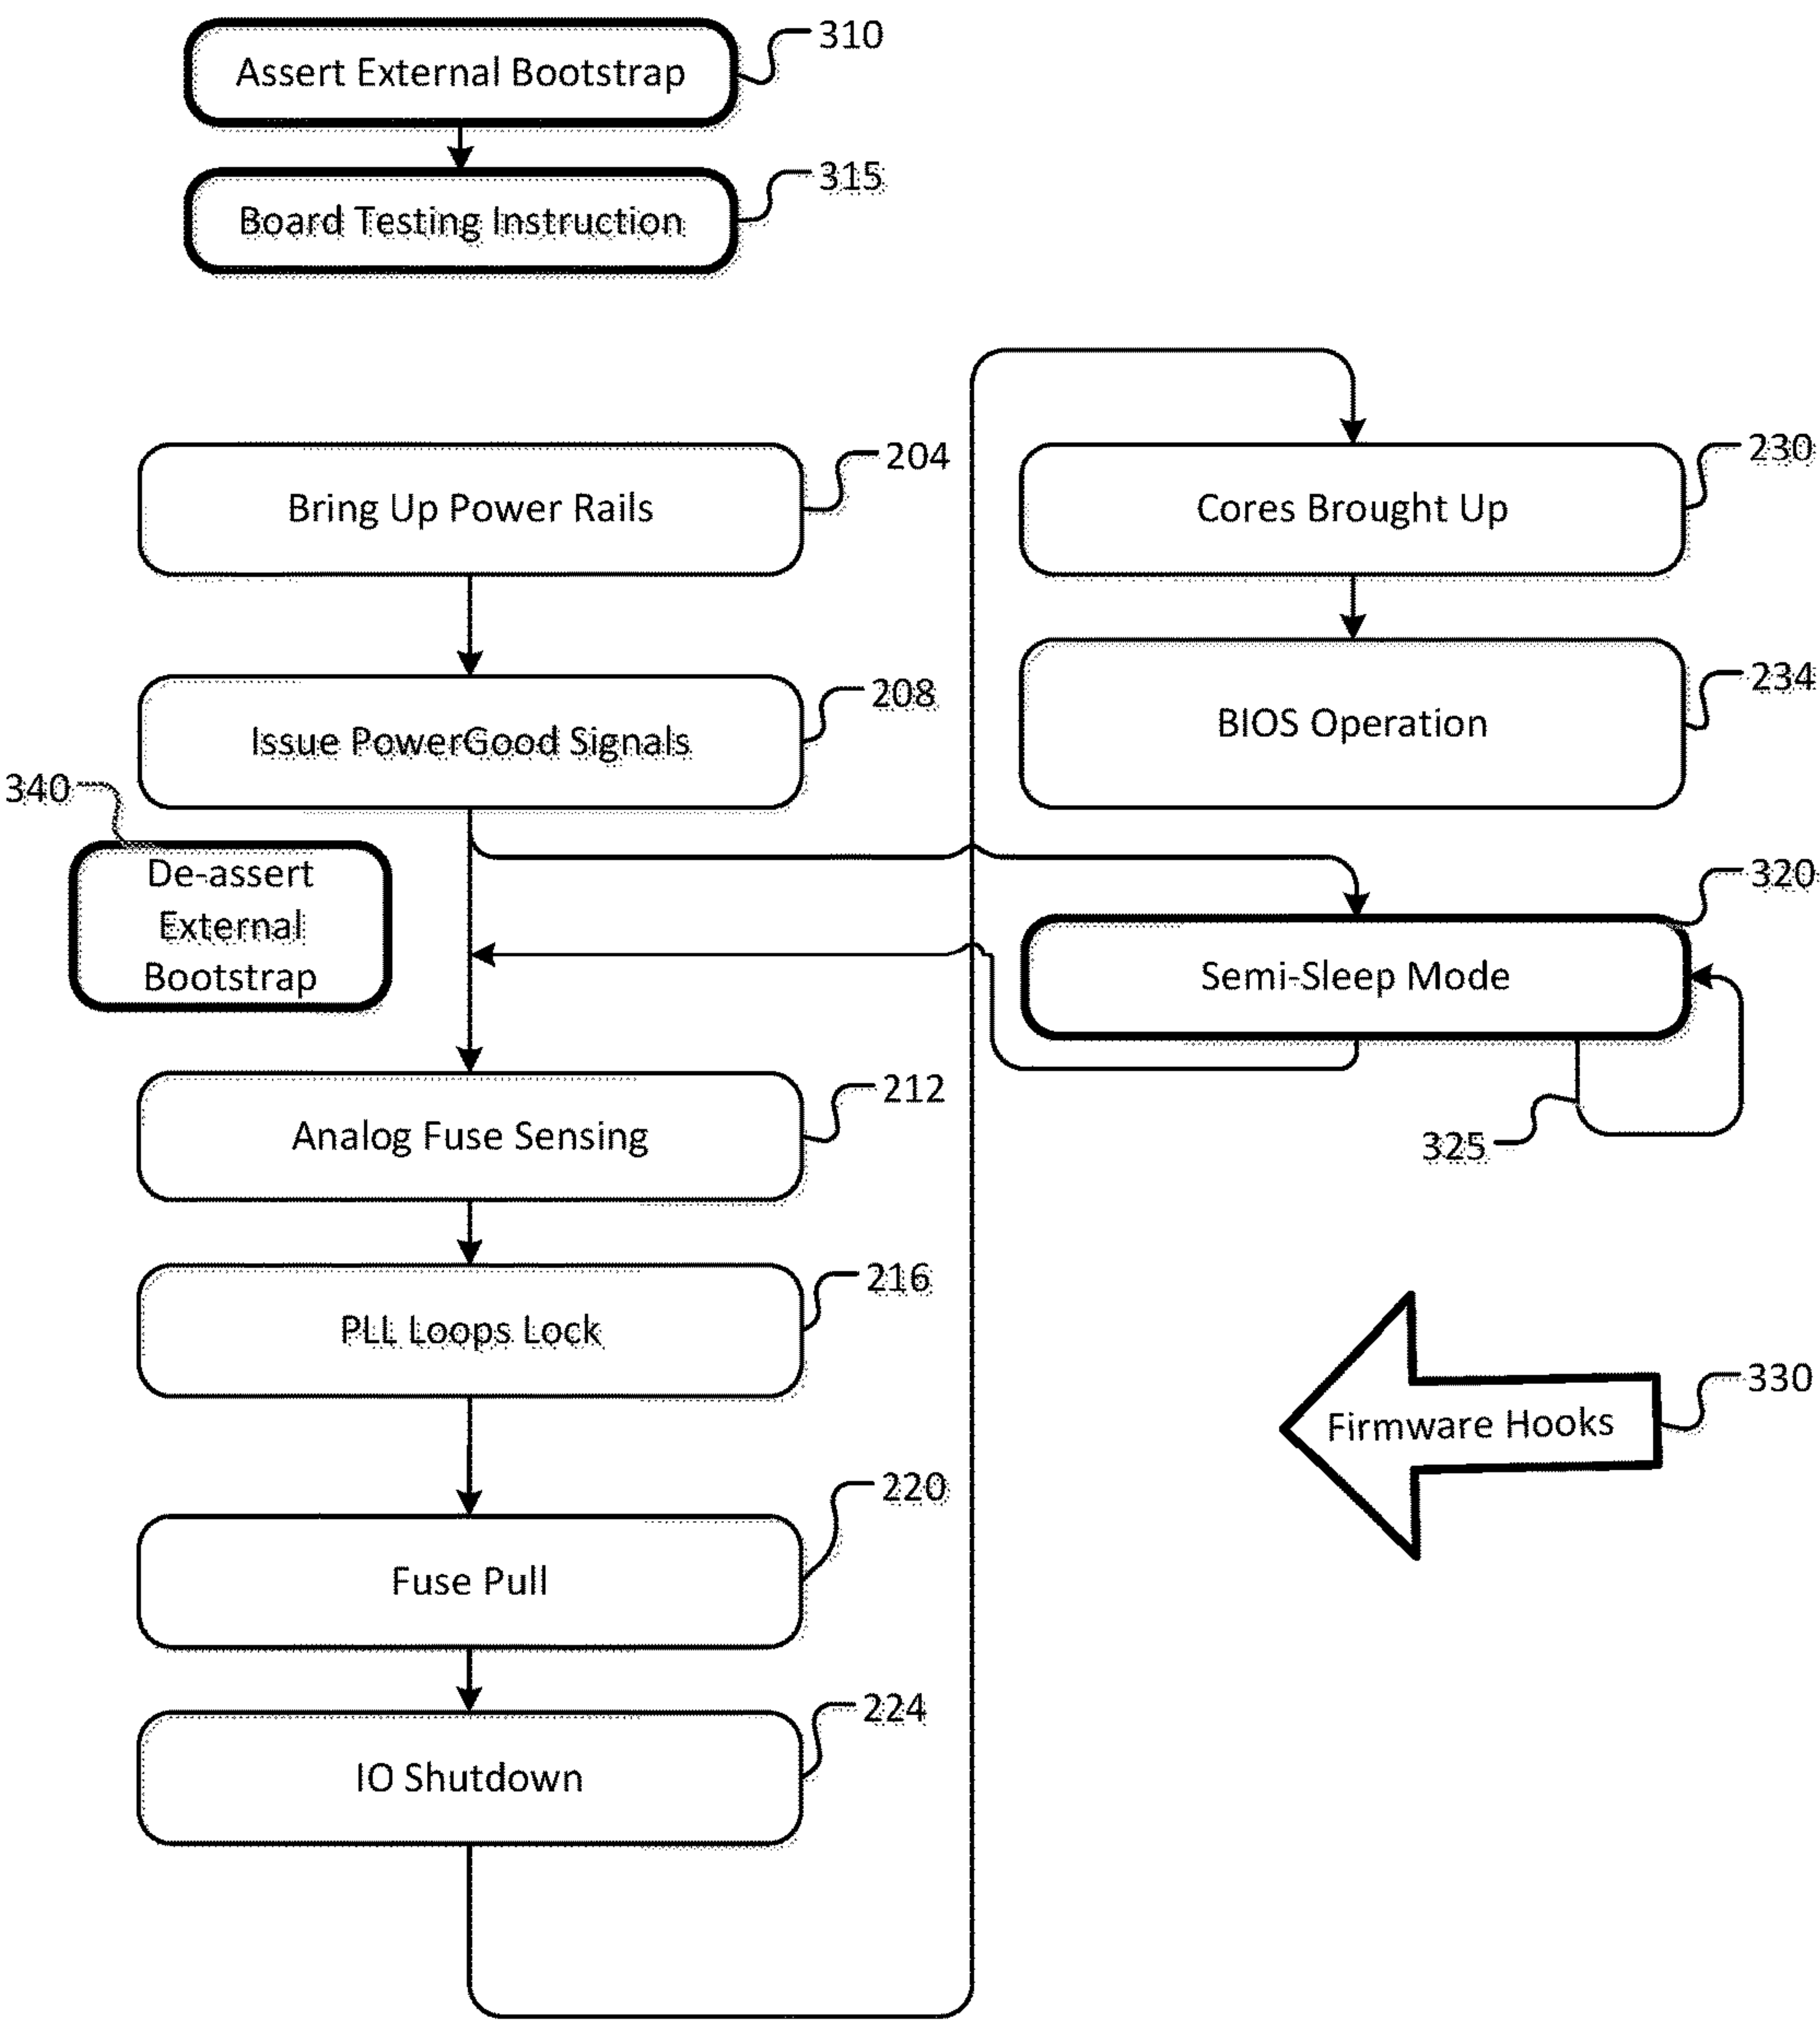 Assert External Bootstrap
310
Board Testing Instruction
315
Bring Up Power Rails
204
Issue PowerGood Signals
208
340
De-assert
External
Bootstrap
Analog Fuse Sensing
212
PLL Loops Lock
216
Fuse Pull
220
IO Shutdown
224
Cores Brought Up
230
BIOS Operation
234
Semi-Sleep Mode
320
325
Firmware Hooks
330